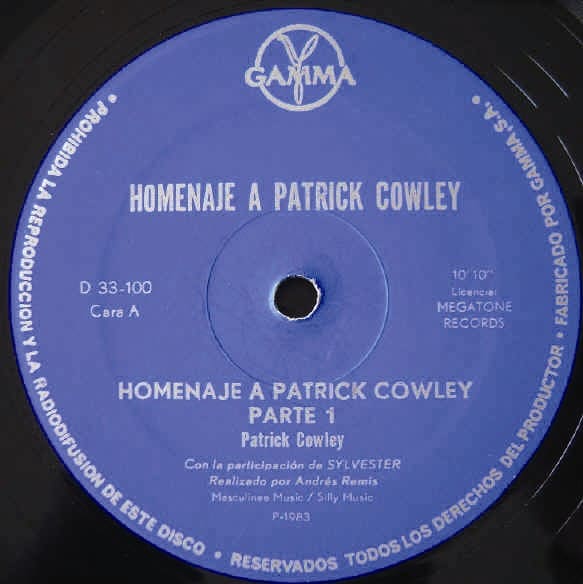 GAMMA
HOMENAJE A PATRICK COWLEY
D 33-100
Cara A
10'10"
Licencia:
MEGATONE
RECORDS
HOMENAJE A PATRICK COWLEY
PARTE 1
Patrick Cowley
Con la participación de SYLVESTER
Realizado por Andrés Remis
Masculinee Music / Silly Music
P-1983
• PROHIBIDA LA REPRODUCCION Y LA RADIODIFUSION DE ESTE DISCO • RESERVADOS TODOS LOS DERECHOS DEL PRODUCTOR • FABRICADO POR GAMMA, S.A. •